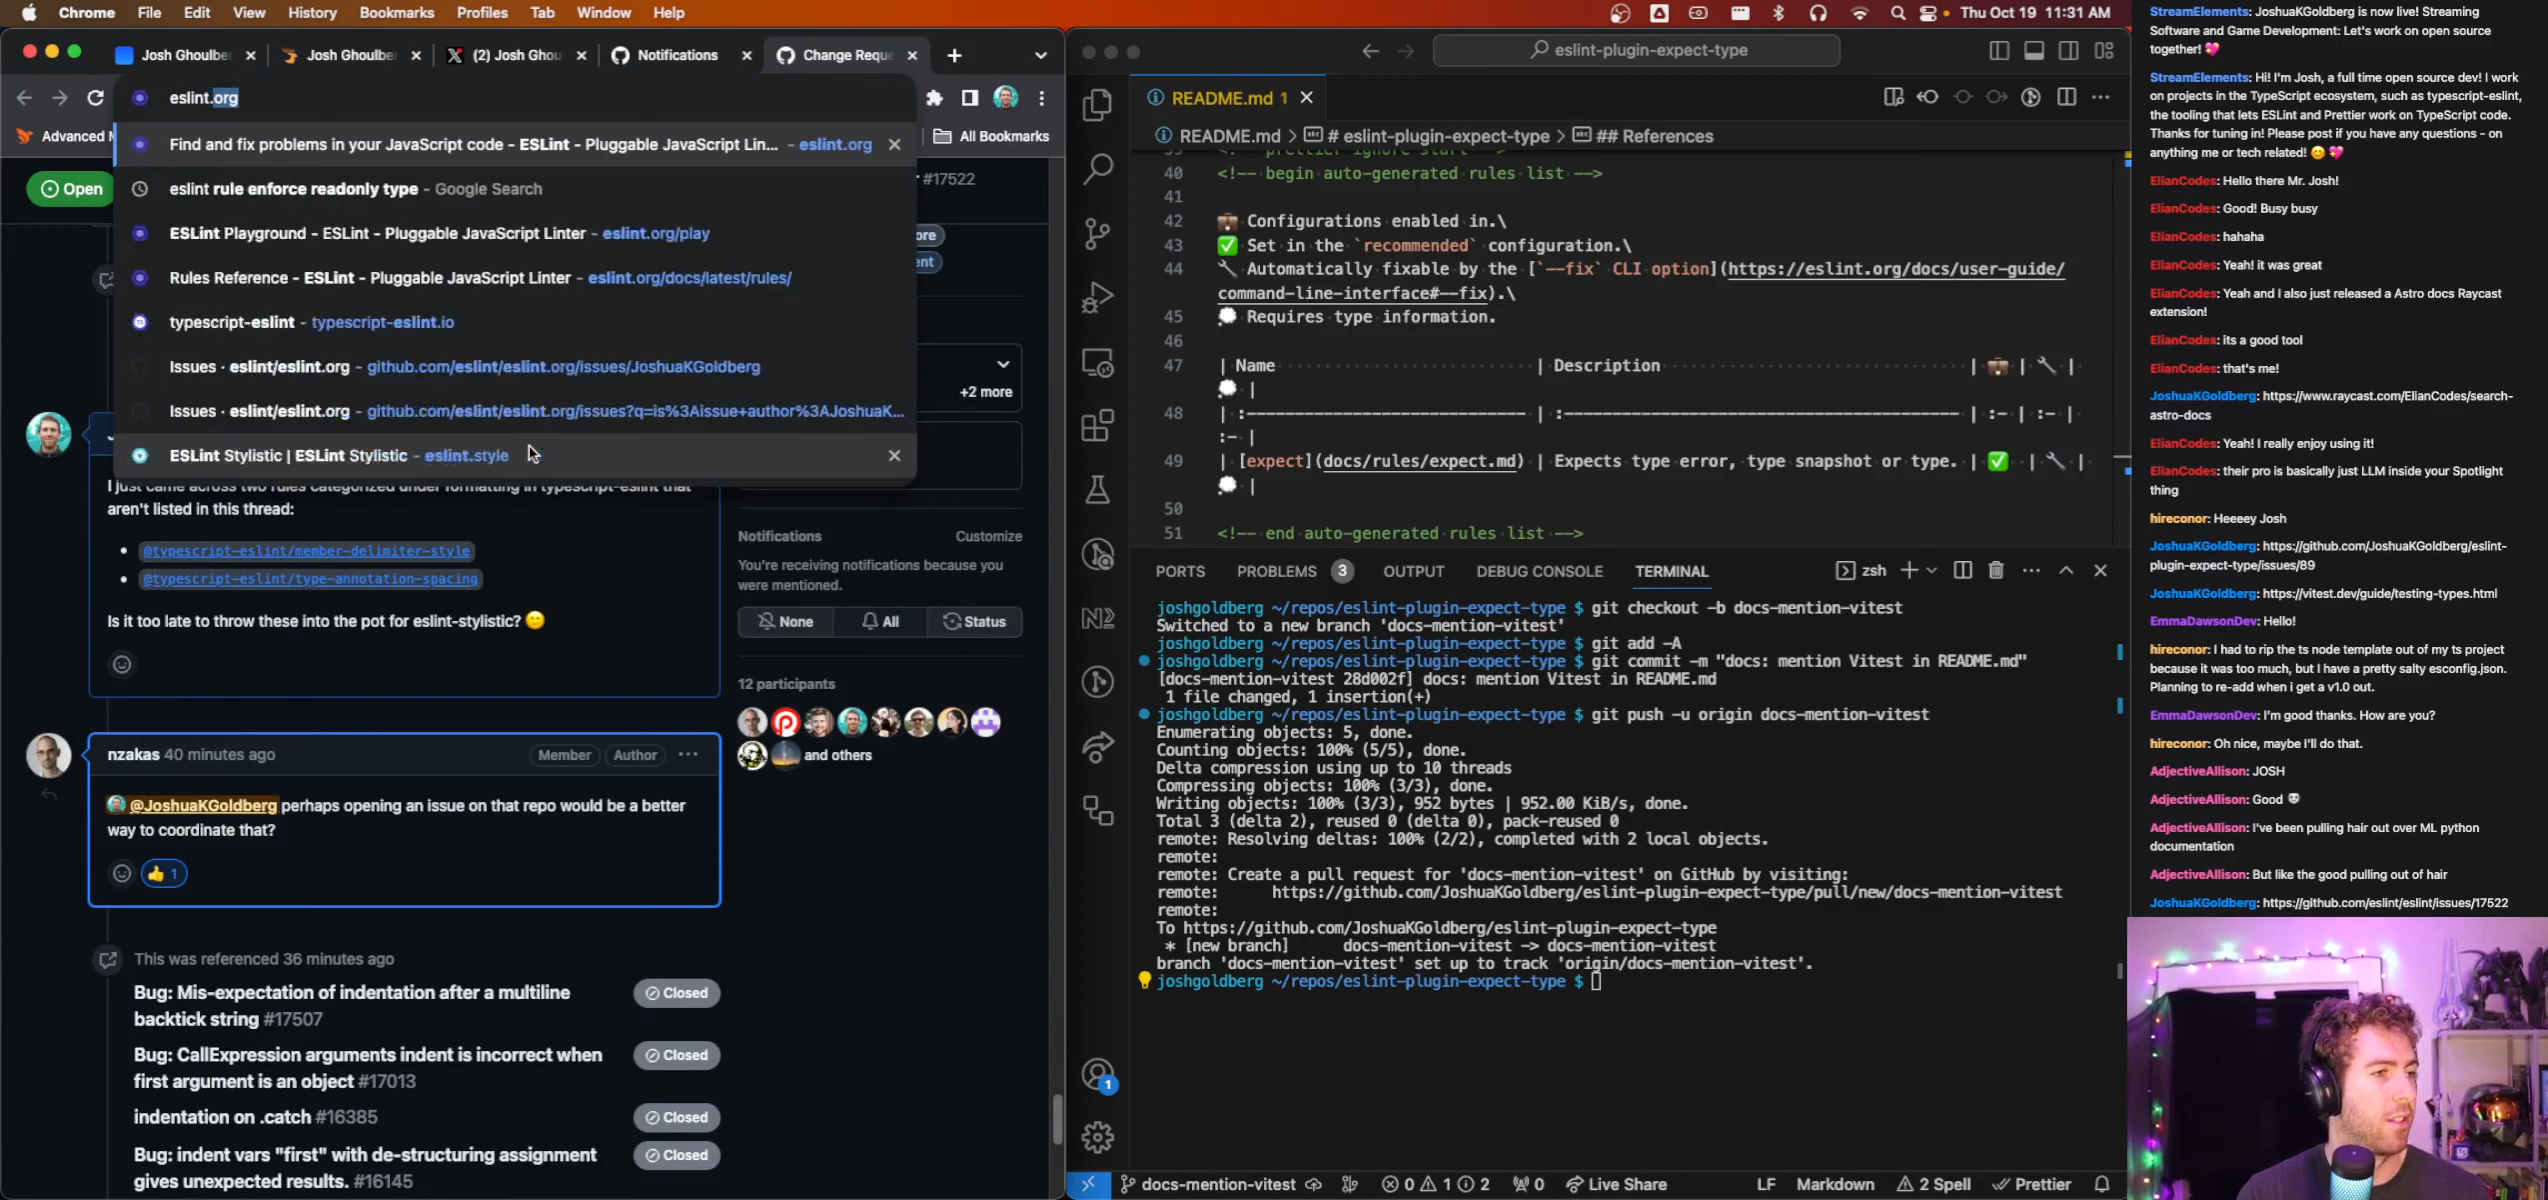 Chrome File Edit View History Bookmarks Profiles Tab Window Help
Thu Oct 19 11:31 AM
Josh Ghoulbe
Josh Ghoulber
(2) Josh Ghou
Notifications
Change Reque
eslint.org
Advanced
All Bookmarks
Find and fix problems in your JavaScript code - ESLint - Pluggable JavaScript Lin... - eslint.org
eslint rule enforce readonly type - Google Search
ESLint Playground - ESLint - Pluggable JavaScript Linter - eslint.org/play
Rules Reference - ESLint - Pluggable JavaScript Linter - eslint.org/docs/latest/rules/
typescript-eslint - typescript-eslint.io
Issues · eslint/eslint.org - github.com/eslint/eslint.org/issues/JoshuaKGoldberg
Issues · eslint/eslint.org - github.com/eslint/eslint.org/issues?q=is%3Aissue+author%3AJoshuaK...
ESLint Stylistic | ESLint Stylistic - eslint.style
Open
#17522
+2 more
I just came across two rules categorized under formatting in typescript-eslint that
aren't listed in this thread:
• @typescript-eslint/member-delimiter-style
• @typescript-eslint/type-annotation-spacing
Is it too late to throw these into the pot for eslint-stylistic? 🙂
Notifications Customize
You're receiving notifications because you
were mentioned.
None All Status
12 participants
and others
nzakas 40 minutes ago Member Author ...
@JoshuaKGoldberg perhaps opening an issue on that repo would be a better
way to coordinate that?
👍 1
This was referenced 36 minutes ago
Bug: Mis-expectation of indentation after a multiline
backtick string #17507
Closed
Bug: CallExpression arguments indent is incorrect when
first argument is an object #17013
Closed
indentation on .catch #16385
Closed
Bug: indent vars "first" with de-structuring assignment
gives unexpected results. #16145
Closed
eslint-plugin-expect-type
README.md 1
README.md > # eslint-plugin-expect-type > ## References
40 <!-- begin auto-generated rules list -->
41
42 💼 Configurations enabled in.\
43 ✅ Set in the `recommended` configuration.\
44 🔧 Automatically fixable by the [`--fix` CLI option](https://eslint.org/docs/user-guide/
command-line-interface#--fix).\
45 💭 Requires type information.
46
47 | Name | Description | 💼 | 🔧 |
💭 |
48 | :----------------------------- | :------------------------------------------ | :- | :- |
:- |
49 | [expect](docs/rules/expect.md) | Expects type error, type snapshot or type. | ✅ | 🔧 |
💭 |
50
51 <!-- end auto-generated rules list -->
PORTS PROBLEMS 3 OUTPUT DEBUG CONSOLE TERMINAL
zsh
joshgoldberg ~/repos/eslint-plugin-expect-type $ git checkout -b docs-mention-vitest
Switched to a new branch 'docs-mention-vitest'
joshgoldberg ~/repos/eslint-plugin-expect-type $ git add -A
joshgoldberg ~/repos/eslint-plugin-expect-type $ git commit -m "docs: mention Vitest in README.md"
[docs-mention-vitest 28d002f] docs: mention Vitest in README.md
1 file changed, 1 insertion(+)
joshgoldberg ~/repos/eslint-plugin-expect-type $ git push -u origin docs-mention-vitest
Enumerating objects: 5, done.
Counting objects: 100% (5/5), done.
Delta compression using up to 10 threads
Compressing objects: 100% (3/3), done.
Writing objects: 100% (3/3), 952 bytes | 952.00 KiB/s, done.
Total 3 (delta 2), reused 0 (delta 0), pack-reused 0
remote: Resolving deltas: 100% (2/2), completed with 2 local objects.
remote:
remote: Create a pull request for 'docs-mention-vitest' on GitHub by visiting:
remote: https://github.com/JoshuaKGoldberg/eslint-plugin-expect-type/pull/new/docs-mention-vitest
remote:
To https://github.com/JoshuaKGoldberg/eslint-plugin-expect-type
* [new branch] docs-mention-vitest -> docs-mention-vitest
branch 'docs-mention-vitest' set up to track 'origin/docs-mention-vitest'.
joshgoldberg ~/repos/eslint-plugin-expect-type $
1
docs-mention-vitest 0 1 2 0 Live Share LF Markdown 2 Spell Prettier
StreamElements: JoshuaKGoldberg is now live! Streaming
Software and Game Development: Let's work on open source
together! 💖
StreamElements: Hi! I'm Josh, a full time open source dev! I work
on projects in the TypeScript ecosystem, such as typescript-eslint,
the tooling that lets ESLint and Prettier work on TypeScript code.
Thanks for tuning in! Please post if you have any questions - on
anything me or tech related! 😊 💖
ElianCodes: Hello there Mr. Josh!
ElianCodes: Good! Busy busy
ElianCodes: hahaha
ElianCodes: Yeah! it was great
ElianCodes: Yeah and I also just released a Astro docs Raycast
extension!
ElianCodes: its a good tool
ElianCodes: that's me!
JoshuaKGoldberg: https://www.raycast.com/ElianCodes/search-
astro-docs
ElianCodes: Yeah! I really enjoy using it!
ElianCodes: their pro is basically just LLM inside your Spotlight
thing
hireconor: Heeeey Josh
JoshuaKGoldberg: https://github.com/JoshuaKGoldberg/eslint-
plugin-expect-type/issues/89
JoshuaKGoldberg: https://vitest.dev/guide/testing-types.html
EmmaDawsonDev: Hello!
hireconor: I had to rip the ts node template out of my ts project
because it was too much, but I have a pretty salty esconfig.json.
Planning to re-add when i get a v1.0 out.
EmmaDawsonDev: I'm good thanks. How are you?
hireconor: Oh nice, maybe I'll do that.
AdjectiveAllison: JOSH
AdjectiveAllison: Good
AdjectiveAllison: I've been pulling hair out over ML python
documentation
AdjectiveAllison: But like the good pulling out of hair
JoshuaKGoldberg: https://github.com/eslint/eslint/issues/17522